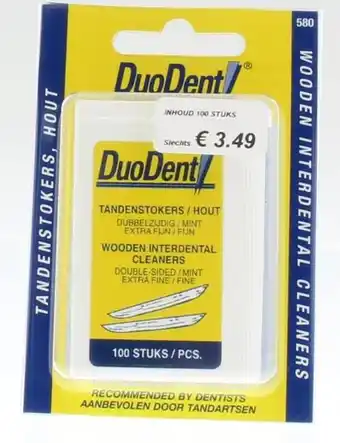 580
DuoDent!®
INHOUD 100 STUKS
Slechts € 3.49
DuoDent!
TANDENSTOKERS / HOUT
DUBBELZIJDIG / MINT
EXTRA FIJN / FIJN
WOODEN INTERDENTAL
CLEANERS
DOUBLE-SIDED / MINT
EXTRA FINE / FINE
100 STUKS / PCS.
TANDENSTOKERS, HOUT
WOODEN INTERDENTAL CLEANERS
RECOMMENDED BY DENTISTS
AANBEVOLEN DOOR TANDARTSEN